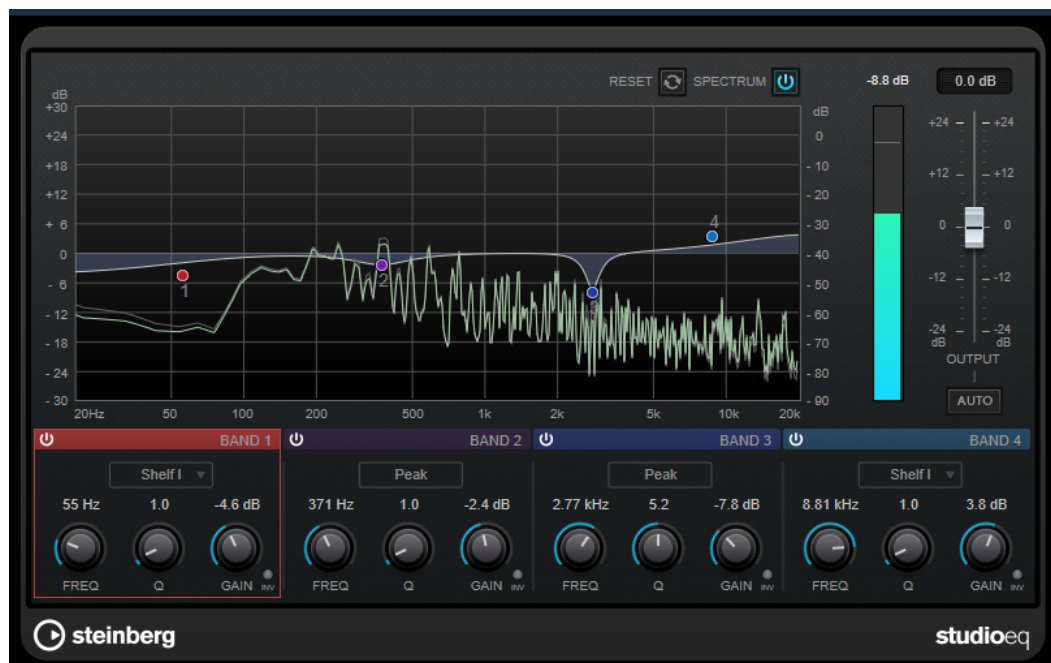 RESET SPECTRUM -8.8 dB 0.0 dB
dB
+30
+24
+18
+12
+ 6
0
- 6
- 12
- 18
- 24
- 30
dB
0
- 10
- 20
- 30
- 40
- 50
- 60
- 70
- 80
- 90
20Hz 50 100 200 500 1k 2k 5k 10k 20k
1
2
3
4
+24 +24
+12 +12
0 0
-12 -12
-24 -24
dB dB
OUTPUT
AUTO
BAND 1 BAND 2 BAND 3 BAND 4
Shelf I Peak Peak Shelf I
55 Hz 1.0 -4.6 dB 371 Hz 1.0 -2.4 dB 2.77 kHz 5.2 -7.8 dB 8.81 kHz 1.0 3.8 dB
FREQ Q GAIN INV FREQ Q GAIN INV FREQ Q GAIN INV FREQ Q GAIN INV
steinberg studioeq